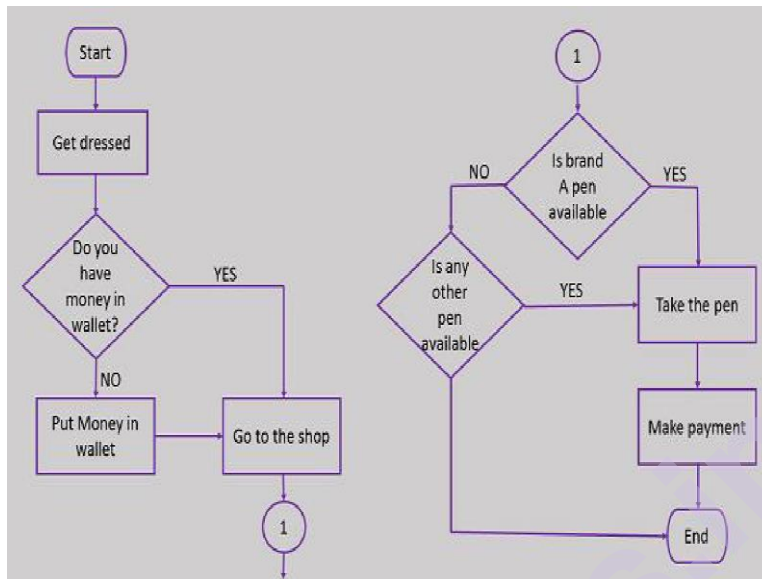 Start
Get dressed
Do you
have
money in
wallet?
YES
NO
Put Money in
wallet
Go to the shop
1
1
Is brand
A pen
available
NO
YES
Is any
other
pen
available
YES
Take the pen
Make payment
End